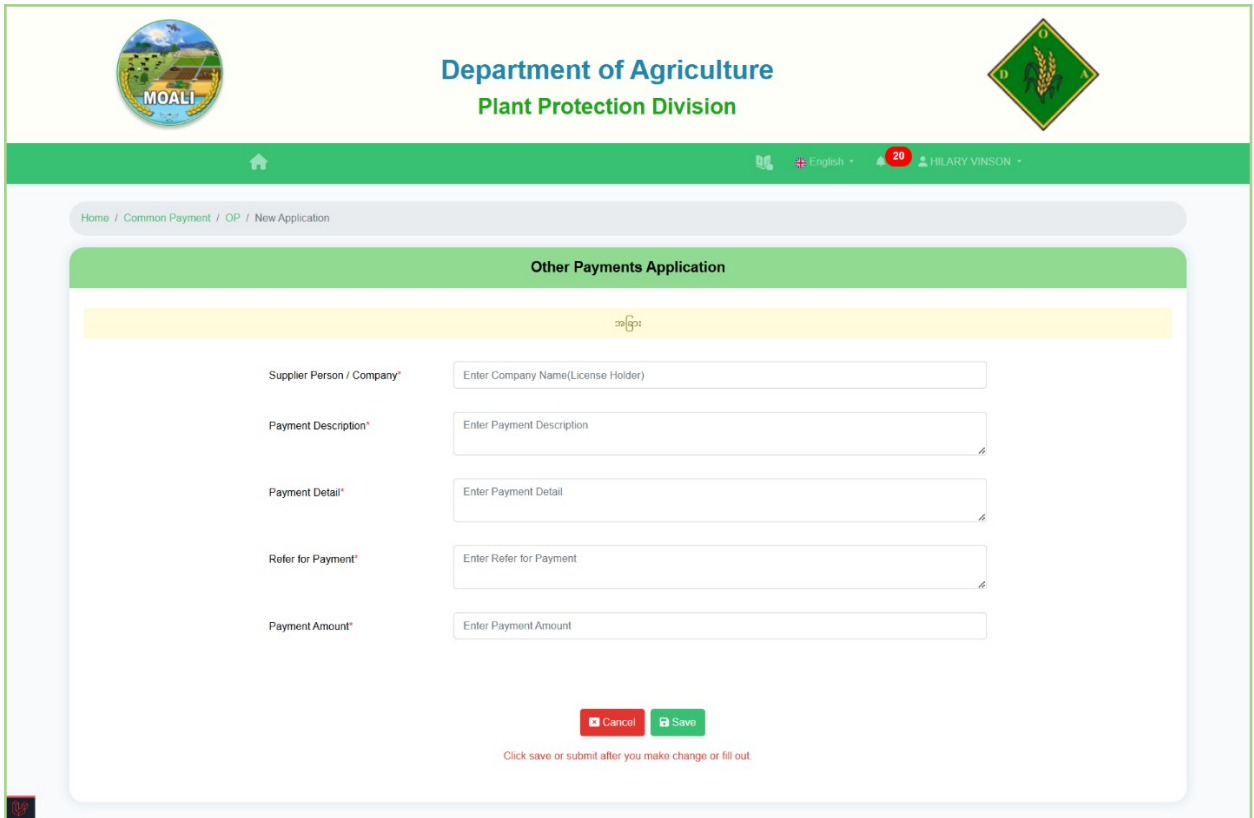 MOALI
Department of Agriculture
Plant Protection Division
D O A
English
20
HILARY VINSON
Home / Common Payment / OP / New Application
Other Payments Application
အခြား
Supplier Person / Company*
Enter Company Name(License Holder)
Payment Description*
Enter Payment Description
Payment Detail*
Enter Payment Detail
Refer for Payment*
Enter Refer for Payment
Payment Amount*
Enter Payment Amount
Cancel
Save
Click save or submit after you make change or fill out.